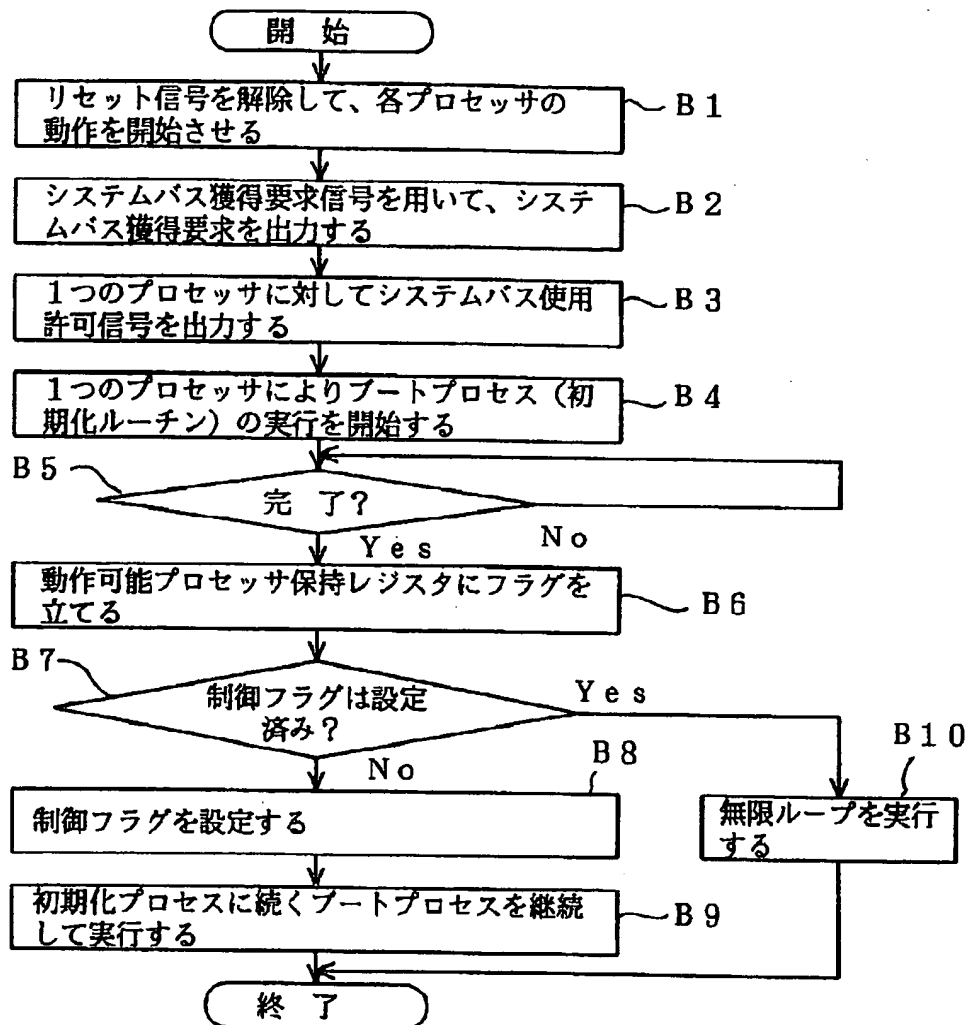 開 始
リセット信号を解除して、各プロセッサの
動作を開始させる
B1
システムバス獲得要求信号を用いて、システ
ムバス獲得要求を出力する
B2
1つのプロセッサに対してシステムバス使用
許可信号を出力する
B3
1つのプロセッサによりブートプロセス(初
期化ルーチン)の実行を開始する
B4
B5
完 了?
Yes
No
動作可能プロセッサ保持レジスタにフラグを
立てる
B6
B7
制御フラグは設定
済み?
Yes
No
B8
B10
制御フラグを設定する
無限ループを実行
する
初期化プロセスに続くブートプロセスを継続
して実行する
B9
終 了